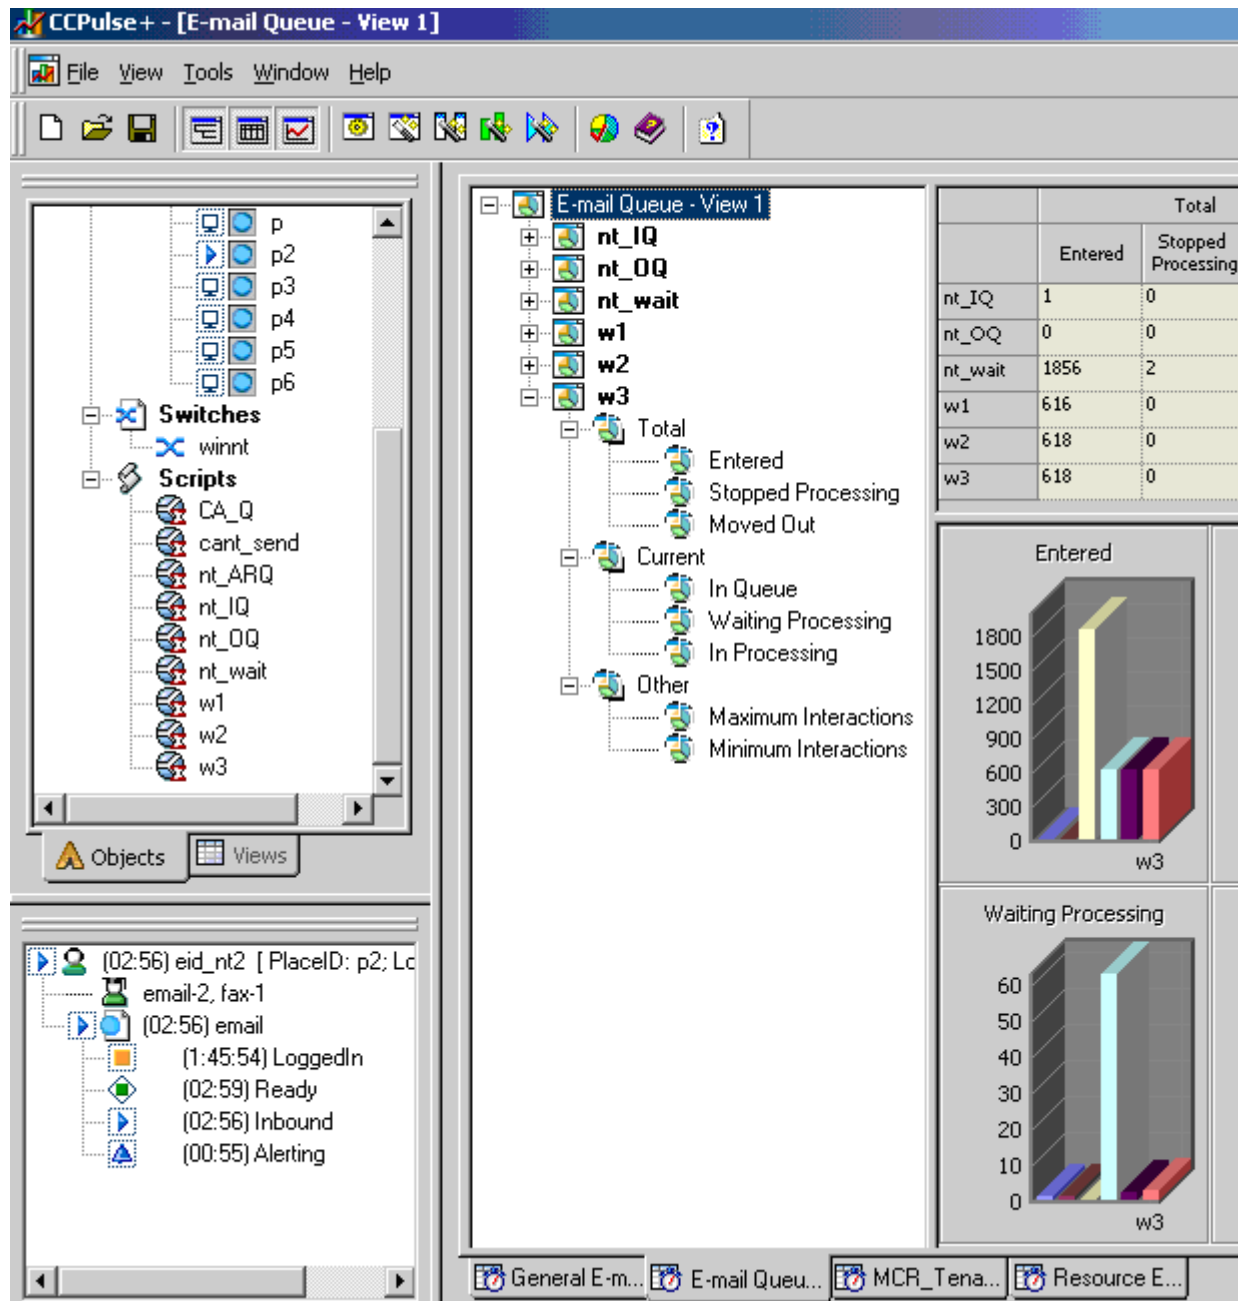 CCPulse+ - [E-mail Queue - View 1]
File View Tools Window Help
p
p2
p3
p4
p5
p6
Switches
winnt
Scripts
CA_Q
cant_send
nt_ARQ
nt_IQ
nt_OQ
nt_wait
w1
w2
w3
Objects Views
(02:56) eid_nt2 [ PlaceID: p2; Lo
email-2, fax-1
(02:56) email
(1:45:54) LoggedIn
(02:59) Ready
(02:56) Inbound
(00:55) Alerting
E-mail Queue - View 1
nt_IQ
nt_OQ
nt_wait
w1
w2
w3
Total
Entered
Stopped Processing
Moved Out
Current
In Queue
Waiting Processing
In Processing
Other
Maximum Interactions
Minimum Interactions
Total
Entered Stopped
Processing
nt_IQ 1 0
nt_OQ 0 0
nt_wait 1856 2
w1 616 0
w2 618 0
w3 618 0
Entered
1800
1500
1200
900
600
300
0
w3
Waiting Processing
60
50
40
30
20
10
0
w3
General E-m... E-mail Queu... MCR_Tena... Resource E...